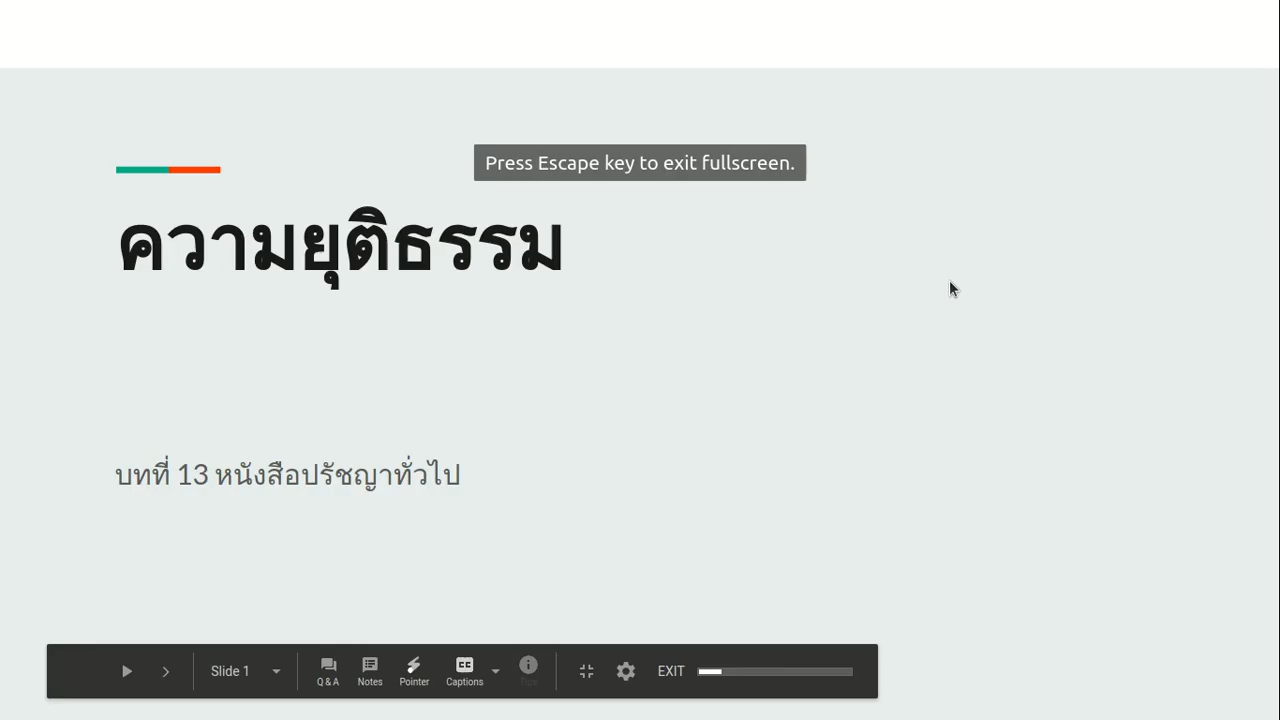 Press Escape key to exit fullscreen.
ความยุติธรรม
บทที่ 13 หนังสือปรัชญาทั่วไป
Slide 1
Q & A
Notes
Pointer
CC
Captions
Tips
EXIT